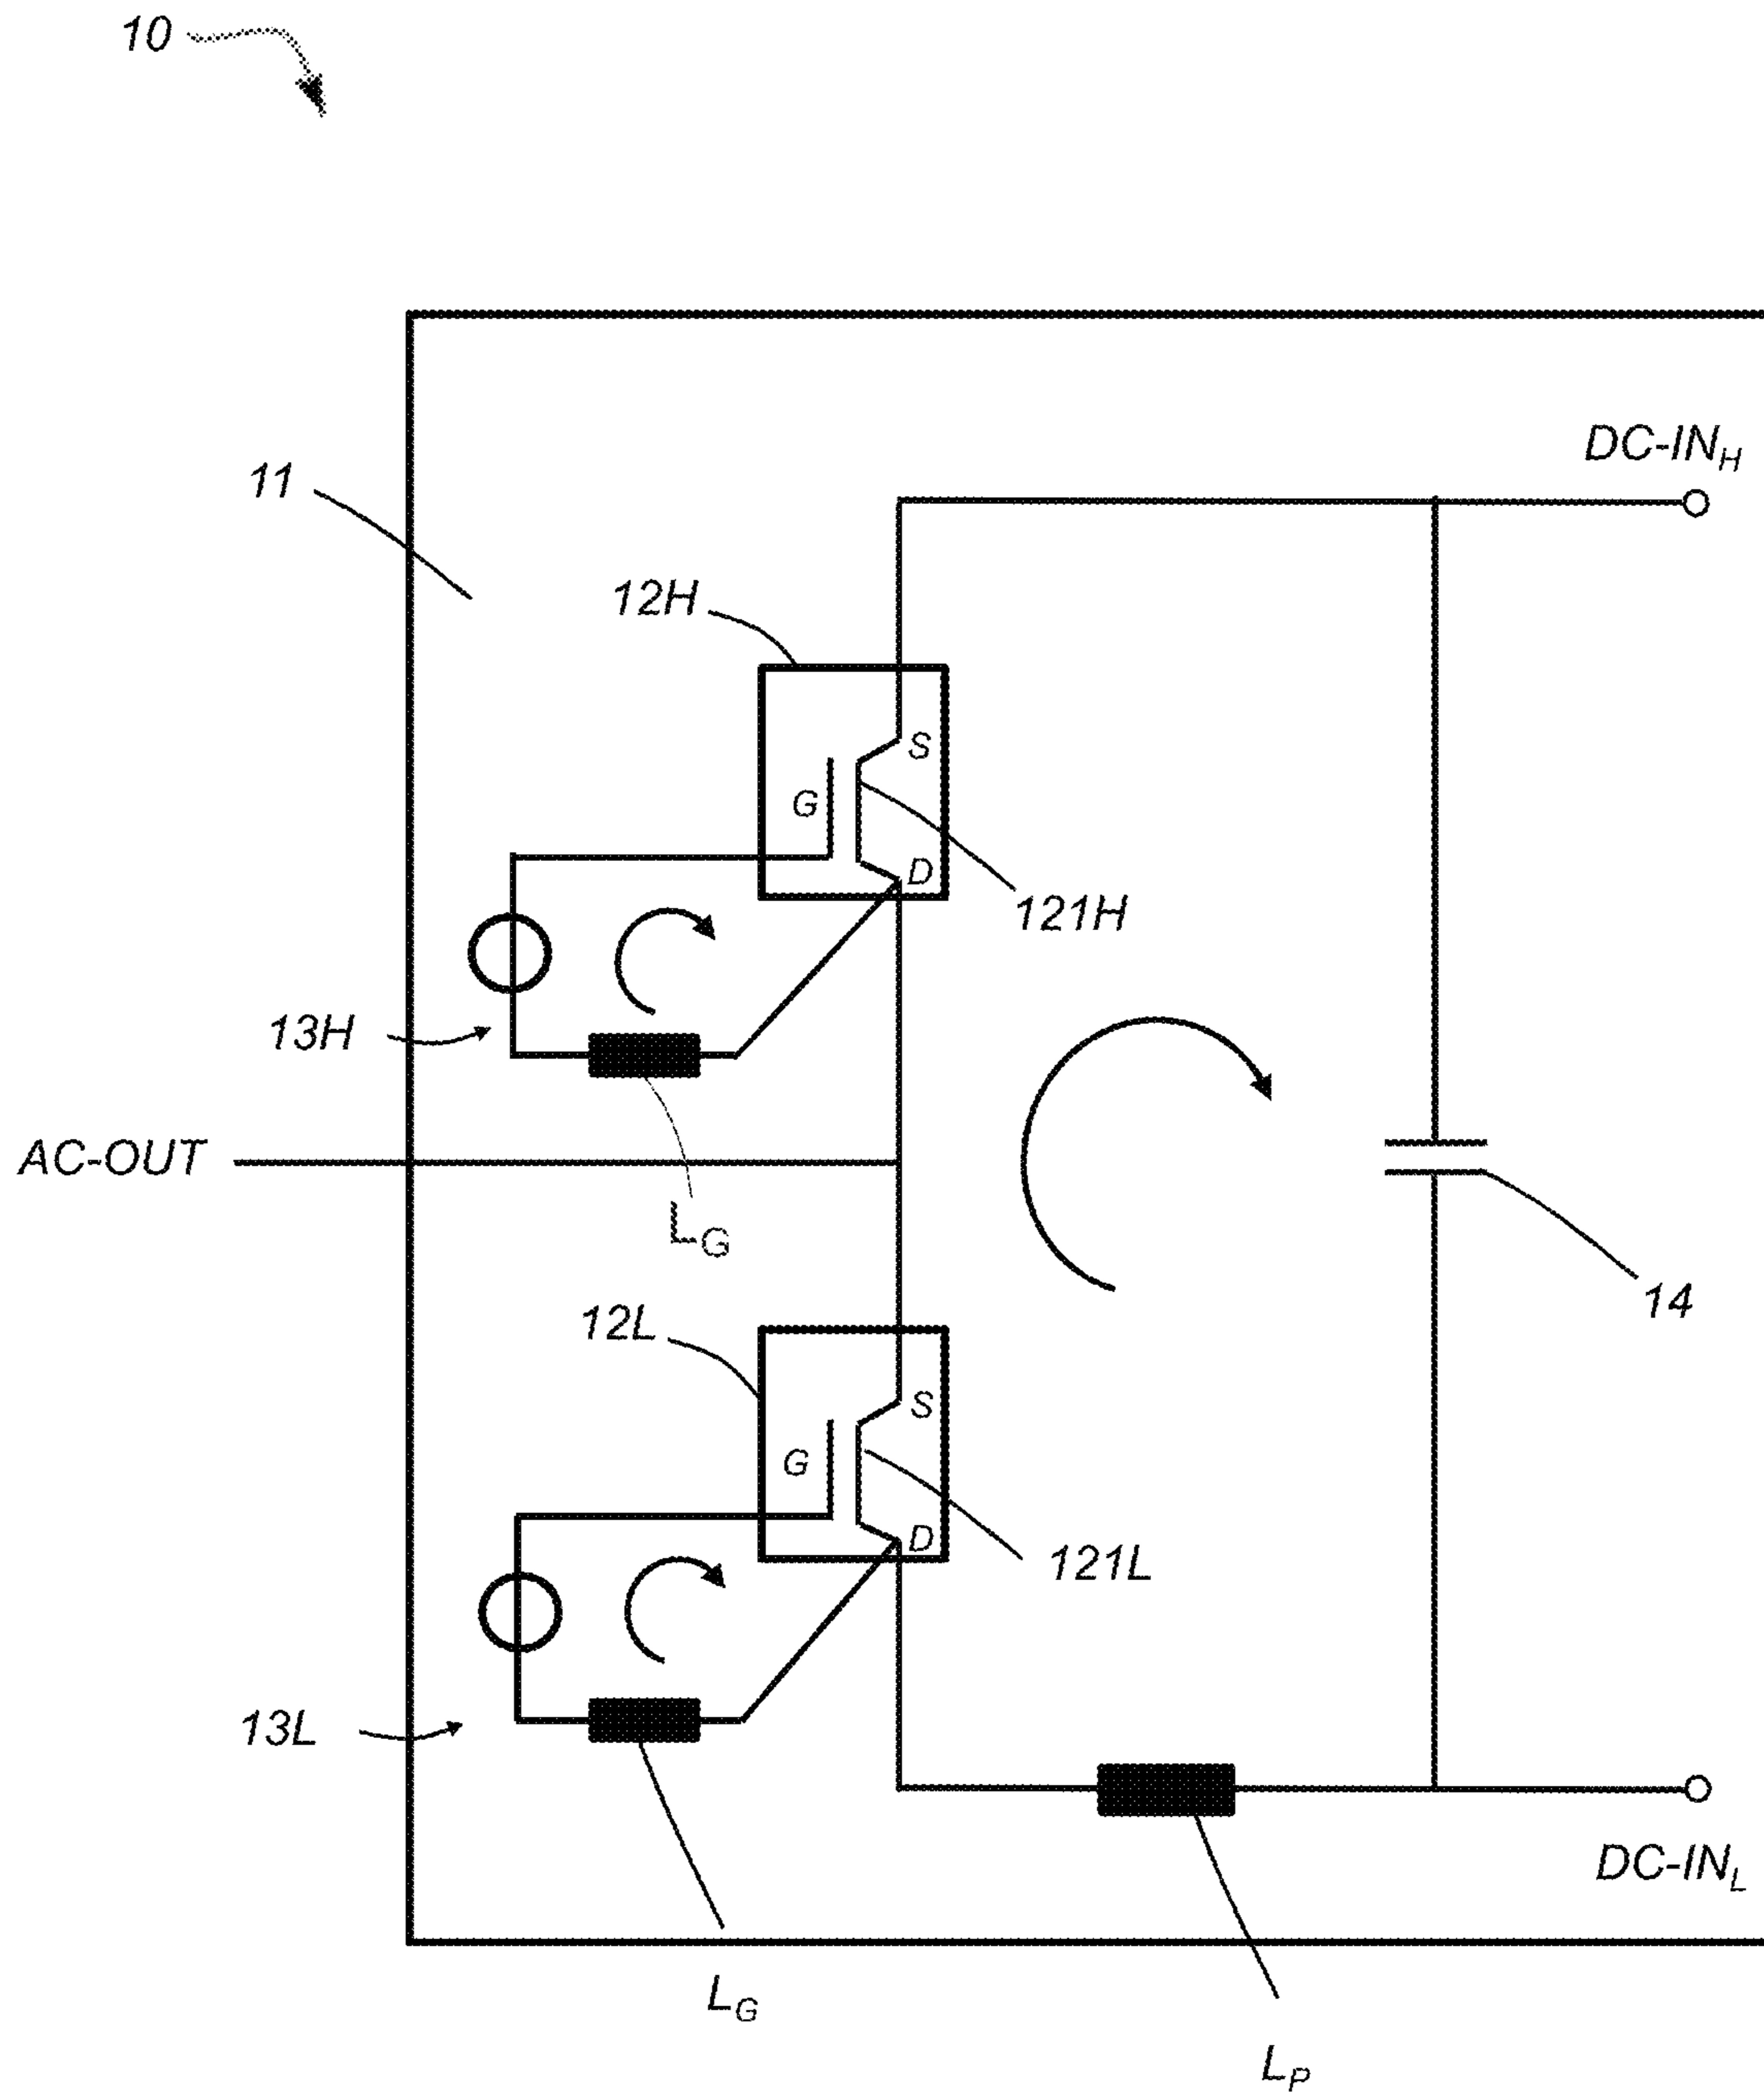 10
DC-IN_H
11
12H
S
G
D
121H
13H
AC-OUT
L_G
14
12L
S
G
D
121L
13L
DC-IN_L
L_G
L_P